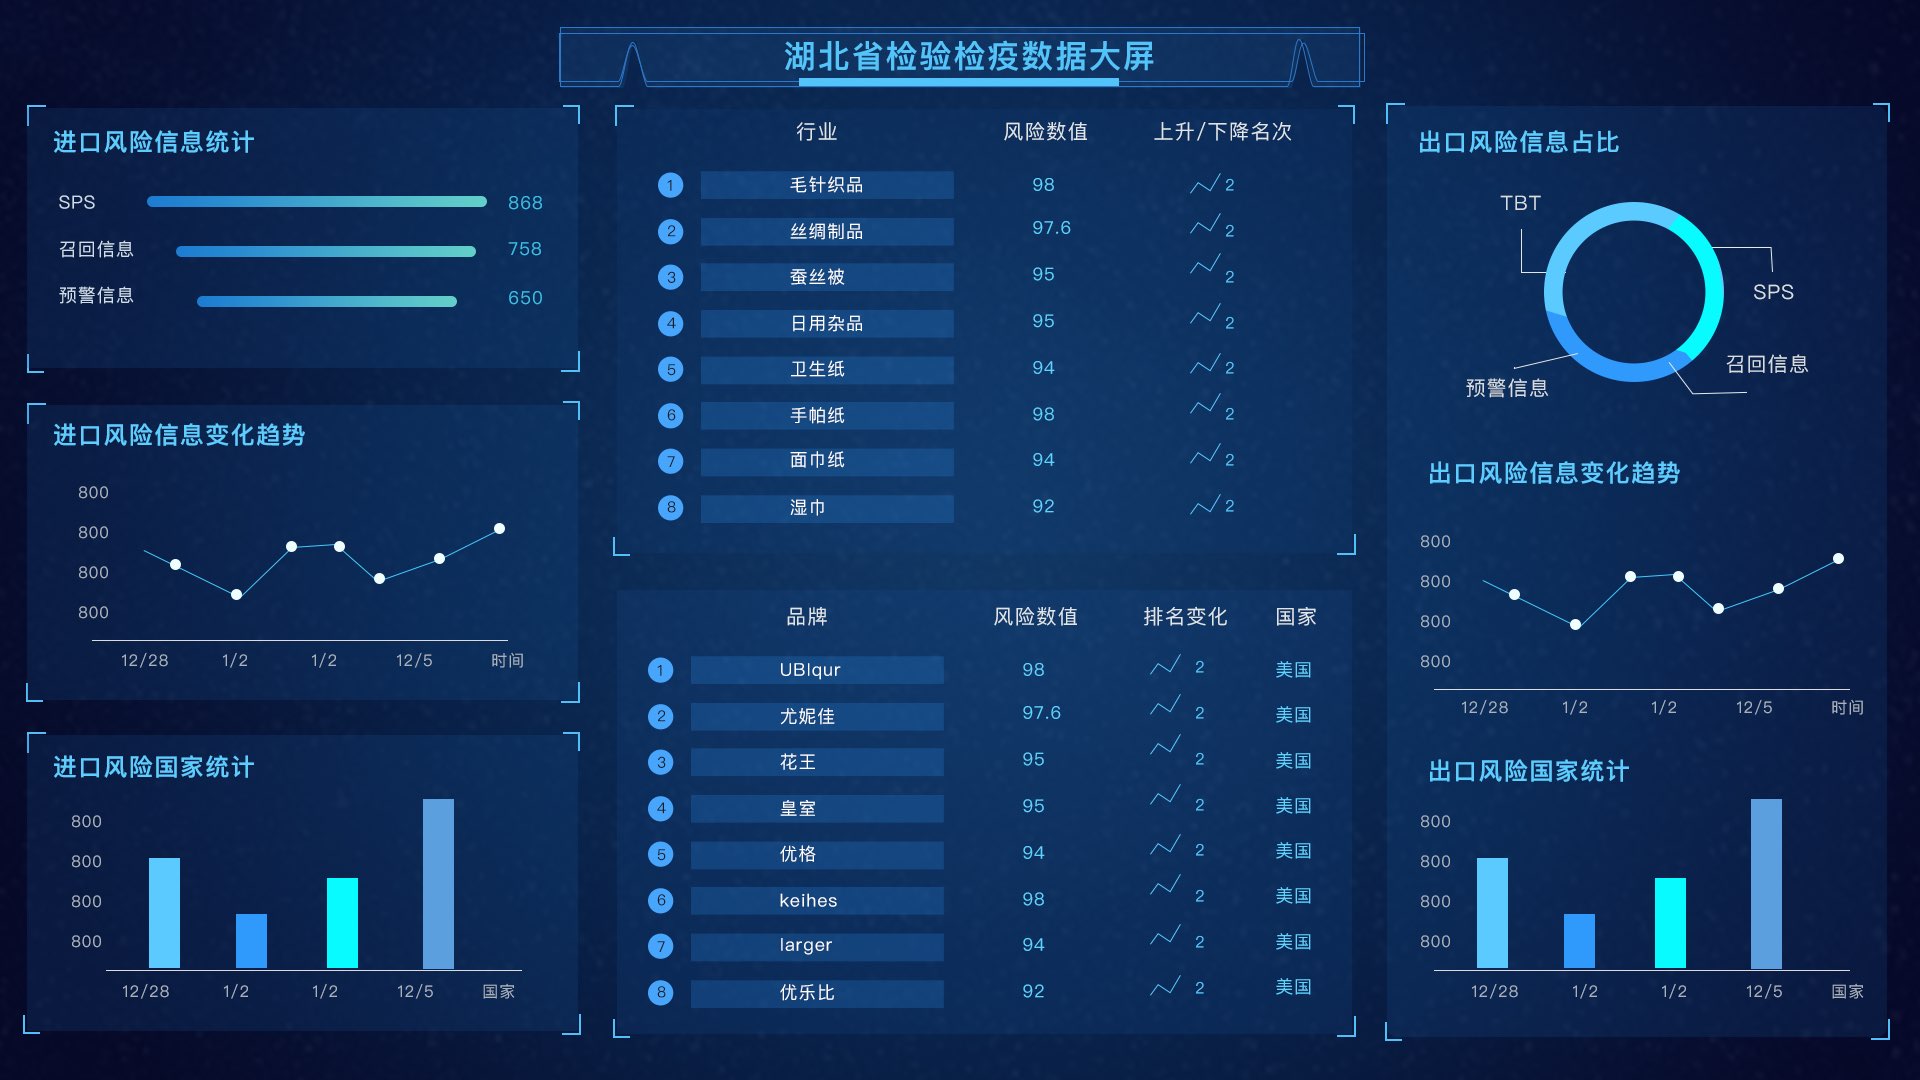 湖北省检验检疫数据大屏
进口风险信息统计
SPS 868
召回信息 758
预警信息 650
进口风险信息变化趋势
800
800
800
800
12/28 1/2 1/2 12/5 时间
进口风险国家统计
800
800
800
800
12/28 1/2 1/2 12/5 国家
行业 风险数值 上升/下降名次
1 毛针织品 98 2
2 丝绸制品 97.6 2
3 蚕丝被 95 2
4 日用杂品 95 2
5 卫生纸 94 2
6 手帕纸 98 2
7 面巾纸 94 2
8 湿巾 92 2
品牌 风险数值 排名变化 国家
1 UBlqur 98 2 美国
2 尤妮佳 97.6 2 美国
3 花王 95 2 美国
4 皇室 95 2 美国
5 优格 94 2 美国
6 keihes 98 2 美国
7 larger 94 2 美国
8 优乐比 92 2 美国
出口风险信息占比
TBT
SPS
召回信息
预警信息
出口风险信息变化趋势
800
800
800
800
12/28 1/2 1/2 12/5 时间
出口风险国家统计
800
800
800
800
12/28 1/2 1/2 12/5 国家